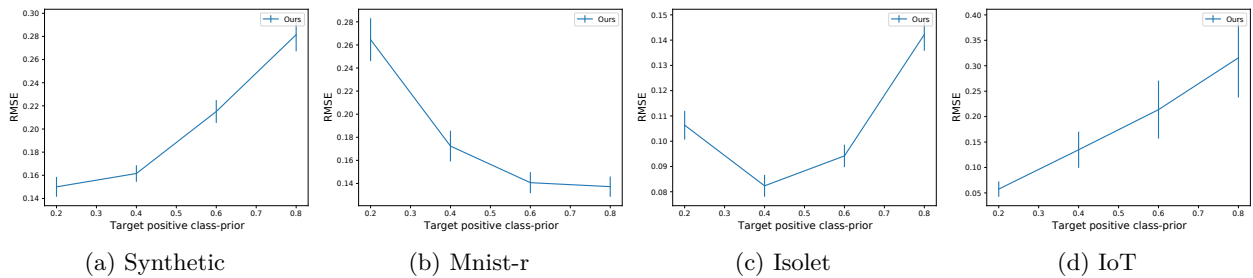 0.30
0.28
0.26
0.24
0.22
0.20
0.18
0.16
0.14
RMSE
Ours
0.2 0.3 0.4 0.5 0.6 0.7 0.8
Target positive class-prior
(a) Synthetic
0.28
0.26
0.24
0.22
0.20
0.18
0.16
0.14
RMSE
Ours
0.2 0.3 0.4 0.5 0.6 0.7 0.8
Target positive class-prior
(b) Mnist-r
0.15
0.14
0.13
0.12
0.11
0.10
0.09
0.08
RMSE
Ours
0.2 0.3 0.4 0.5 0.6 0.7 0.8
Target positive class-prior
(c) Isolet
0.40
0.35
0.30
0.25
0.20
0.15
0.10
0.05
RMSE
Ours
0.2 0.3 0.4 0.5 0.6 0.7 0.8
Target positive class-prior
(d) IoT